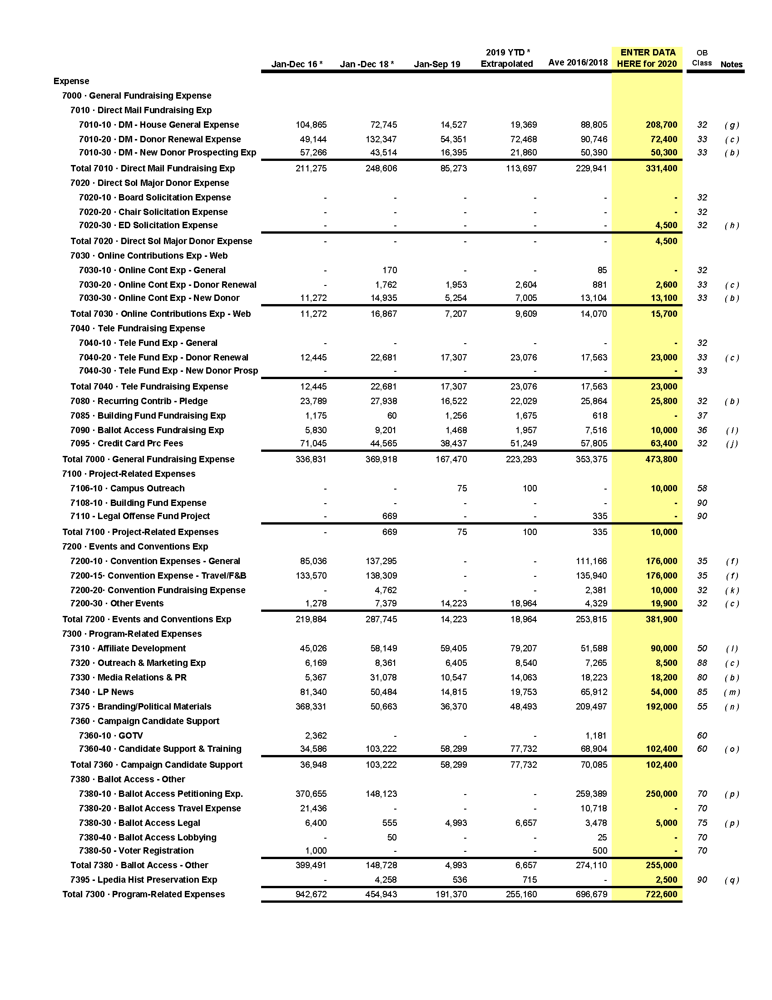 2019 YTD * ENTER DATA OB
Jan-Dec 16 * Jan -Dec 18 * Jan-Sep 19 Extrapolated Ave 2016/2018 HERE for 2020 Class Notes
Expense
7000 · General Fundraising Expense
7010 · Direct Mail Fundraising Exp
7010-10 · DM - House General Expense 104,865 72,745 14,527 19,369 88,805 208,700 32 ( g )
7010-20 · DM - Donor Renewal Expense 49,144 132,347 54,351 72,468 90,746 72,400 33 ( c )
7010-30 · DM - New Donor Prospecting Exp 57,266 43,514 16,395 21,860 50,390 50,300 33 ( b )
Total 7010 · Direct Mail Fundraising Exp 211,275 248,606 85,273 113,697 229,941 331,400
7020 · Direct Sol Major Donor Expense
7020-10 · Board Solicitation Expense - - - - - - 32
7020-20 · Chair Solicitation Expense - - - - - - 32
7020-30 · ED Solicitation Expense - - - - - 4,500 32 ( h )
Total 7020 · Direct Sol Major Donor Expense - - - - - 4,500
7030 · Online Contributions Exp - Web
7030-10 · Online Cont Exp - General - 170 - - 85 - 32
7030-20 · Online Cont Exp - Donor Renewal - 1,762 1,953 2,604 881 2,600 33 ( c )
7030-30 · Online Cont Exp - New Donor 11,272 14,935 5,254 7,005 13,104 13,100 33 ( b )
Total 7030 · Online Contributions Exp - Web 11,272 16,867 7,207 9,609 14,070 15,700
7040 · Tele Fundraising Expense
7040-10 · Tele Fund Exp - General - - - - - - 32
7040-20 · Tele Fund Exp - Donor Renewal 12,445 22,681 17,307 23,076 17,563 23,000 33 ( c )
7040-30 · Tele Fund Exp - New Donor Prosp - - - - - - 33
Total 7040 · Tele Fundraising Expense 12,445 22,681 17,307 23,076 17,563 23,000
7080 · Recurring Contrib - Pledge 23,789 27,938 16,522 22,029 25,864 25,800 32 ( b )
7085 · Building Fund Fundraising Exp 1,175 60 1,256 1,675 618 - 37
7090 · Ballot Access Fundraising Exp 5,830 9,201 1,468 1,957 7,516 10,000 36 ( I )
7095 · Credit Card Prc Fees 71,045 44,565 38,437 51,249 57,805 63,400 32 ( j )
Total 7000 · General Fundraising Expense 336,831 369,918 167,470 223,293 353,375 473,800
7100 · Project-Related Expenses
7106-10 · Campus Outreach - - 75 100 - 10,000 58
7108-10 · Building Fund Expense - - - - - - 90
7110 - Legal Offense Fund Project - 669 - - 335 - 90
Total 7100 · Project-Related Expenses - 669 75 100 335 10,000
7200 · Events and Conventions Exp
7200-10 · Convention Expenses - General 85,036 137,295 - - 111,166 176,000 35 ( f )
7200-15· Convention Expense - Travel/F&B 133,570 138,309 - - 135,940 176,000 35 ( f )
7200-20· Convention Fundraising Expense - 4,762 - - 2,381 10,000 32 ( k )
7200-30 · Other Events 1,278 7,379 14,223 18,964 4,329 19,900 32 ( c )
Total 7200 · Events and Conventions Exp 219,884 287,745 14,223 18,964 253,815 381,900
7300 · Program-Related Expenses
7310 · Affiliate Development 45,026 58,149 59,405 79,207 51,588 90,000 50 ( l )
7320 · Outreach & Marketing Exp 6,169 8,361 6,405 8,540 7,265 8,500 88 ( c )
7330 · Media Relations & PR 5,367 31,078 10,547 14,063 18,223 18,200 80 ( b )
7340 · LP News 81,340 50,484 14,815 19,753 65,912 54,000 85 ( m )
7375 · Branding/Political Materials 368,331 50,663 36,370 48,493 209,497 192,000 55 ( n )
7360 · Campaign Candidate Support
7360-10 · GOTV 2,362 - - - 1,181 60
7360-40 · Candidate Support & Training 34,586 103,222 58,299 77,732 68,904 102,400 60 ( o )
Total 7360 · Campaign Candidate Support 36,948 103,222 58,299 77,732 70,085 102,400
7380 · Ballot Access - Other
7380-10 · Ballot Access Petitioning Exp. 370,655 148,123 - - 259,389 250,000 70 ( p )
7380-20 · Ballot Access Travel Expense 21,436 - - - 10,718 - 70
7380-30 · Ballot Access Legal 6,400 555 4,993 6,657 3,478 5,000 75 ( p )
7380-40 · Ballot Access Lobbying - 50 - - 25 - 70
7380-50 - Voter Registration 1,000 - - - 500 - 70
Total 7380 · Ballot Access - Other 399,491 148,728 4,993 6,657 274,110 255,000
7395 - Lpedia Hist Preservation Exp - 4,258 536 715 - 2,500 90 ( q )
Total 7300 · Program-Related Expenses 942,672 454,943 191,370 255,160 696,679 722,600